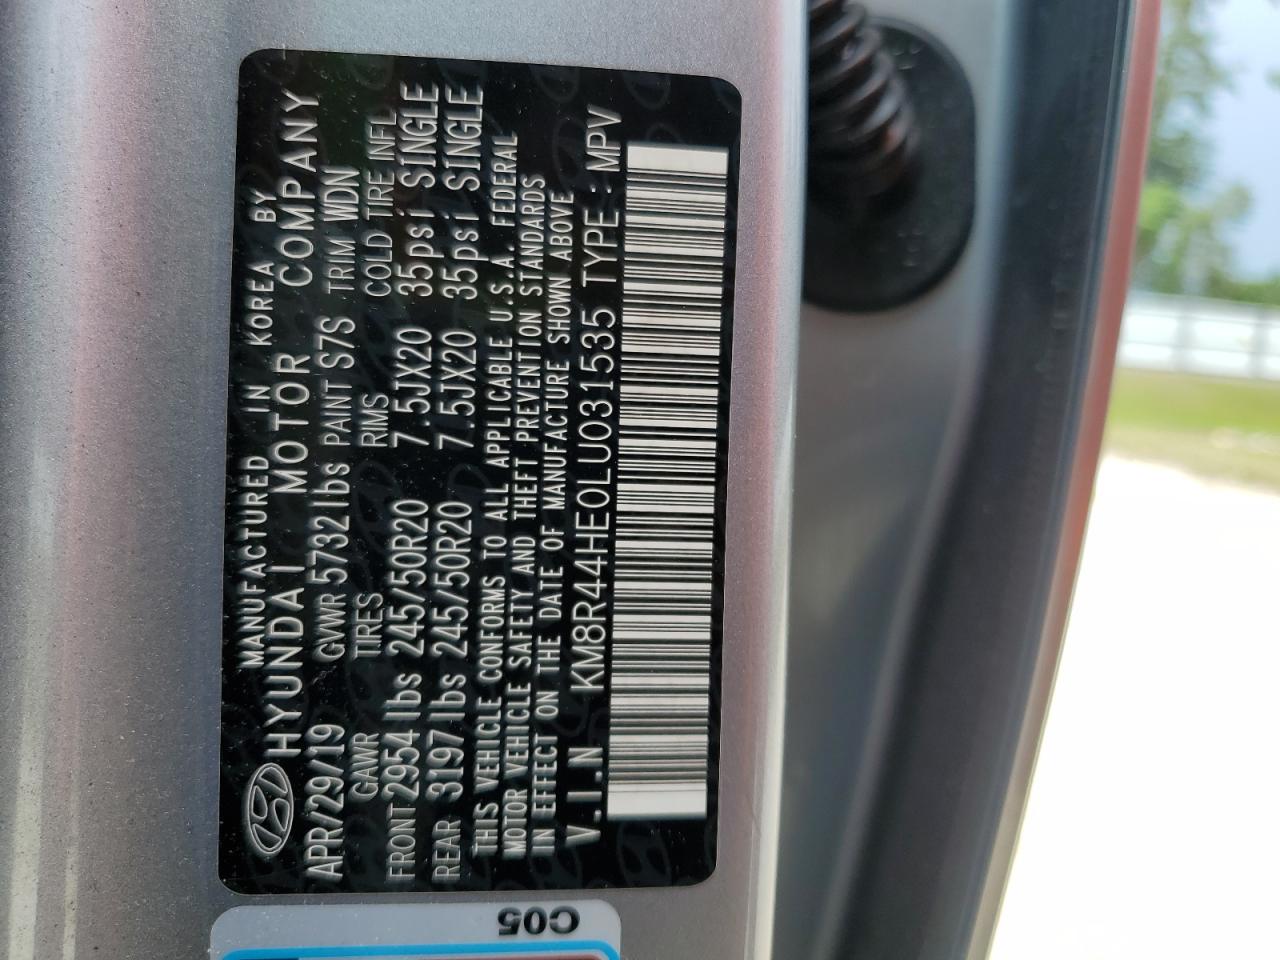 MANUFACTURED IN KOREA BY
HYUNDAI MOTOR COMPANY
APR/29/19 GVWR 5732 lbs PAINT S7S TRIM WDN
GAWR TIRES RIMS COLD TIRE INFL
FRONT 2954 lbs 245/50R20 7.5JX20 35psi SINGLE
REAR 3197 lbs 245/50R20 7.5JX20 35psi SINGLE
THIS VEHICLE CONFORMS TO ALL APPLICABLE U.S.A. FEDERAL
MOTOR VEHICLE SAFETY AND THEFT PREVENTION STANDARDS
IN EFFECT ON THE DATE OF MANUFACTURE SHOWN ABOVE
V.I.N KM8R44HE0LU031535 TYPE : MPV
C05